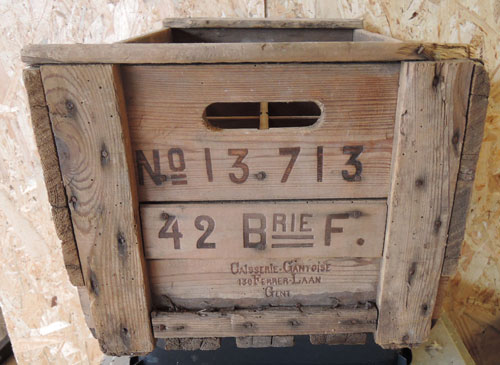 No 13.713
42 BRIE F.
CAISSERIE-GANTOISE
130 FERRER-LAAN
GENT